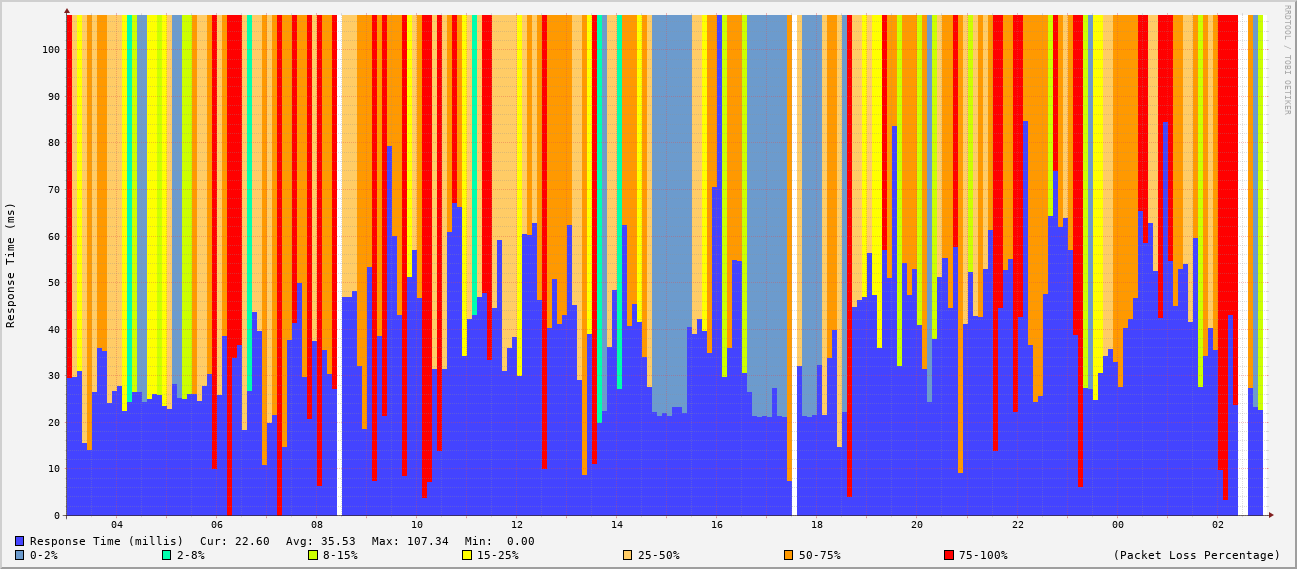 RRDTOOL / TOBI OETIKER
Response Time (ms)
100
90
80
70
60
50
40
30
20
10
0
04 06 08 10 12 14 16 18 20 22 00 02
Response Time (millis) Cur: 22.60 Avg: 35.53 Max: 107.34 Min: 0.00
0-2% 2-8% 8-15% 15-25% 25-50% 50-75% 75-100% (Packet Loss Percentage)